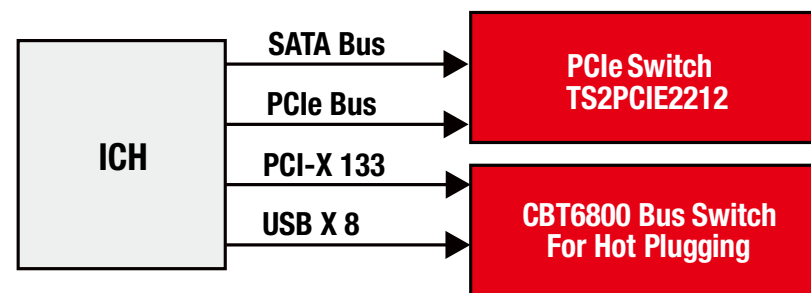 ICH
SATA Bus
PCIe Bus
PCI-X 133
USB X 8
PCIe Switch
TS2PCIE2212
CBT6800 Bus Switch
For Hot Plugging